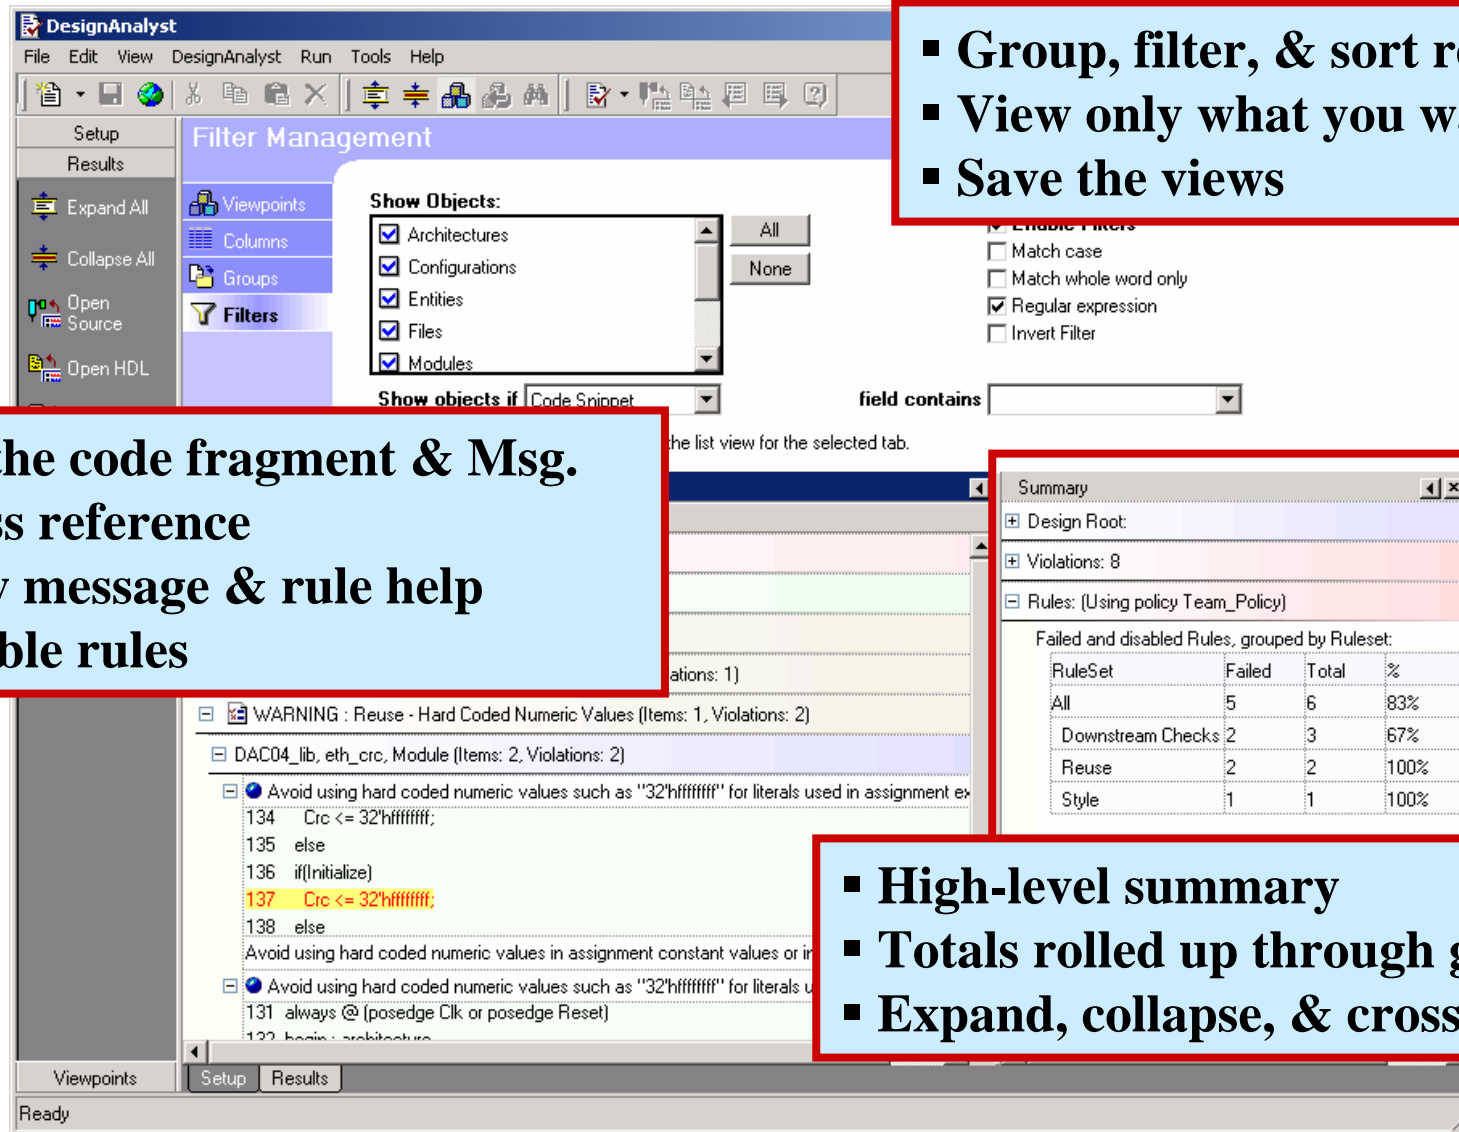 DesignAnalyst
File Edit View DesignAnalyst Run Tools Help
Setup
Results
Expand All
Collapse All
Open Source
Open HDL
Viewpoints
Filter Management
Viewpoints
Columns
Groups
Filters
Show Objects:
Architectures
Configurations
Entities
Files
Modules
All
None
Enable Filters
Match case
Match whole word only
Regular expression
Invert Filter
Show objects if Code Snippet field contains
the list view for the selected tab.
▪ Group, filter, & sort
▪ View only what you
▪ Save the views
the code fragment & Msg.
reference
message & rule help
rules
1)
WARNING : Reuse - Hard Coded Numeric Values (Items: 1, Violations: 2)
DAC04_lib, eth_crc, Module (Items: 2, Violations: 2)
Avoid using hard coded numeric values such as "32'hffffffff" for literals used in assignment
134 Crc <= 32'hffffffff;
135 else
136 if(Initialize)
137 Crc <= 32'hffffffff;
138 else
Avoid using hard coded numeric values in assignment constant values or
Avoid using hard coded numeric values such as "32'hffffffff" for literals
131 always @ (posedge Clk or posedge Reset)
132 begin : architecture
Setup Results
Ready
Summary
Design Root:
Violations: 8
Rules: (Using policy Team_Policy)
Failed and disabled Rules, grouped by Ruleset:
RuleSet Failed Total %
All 5 6 83%
Downstream Checks 2 3 67%
Reuse 2 2 100%
Style 1 1 100%
▪ High-level summary
▪ Totals rolled up through
▪ Expand, collapse, & cross